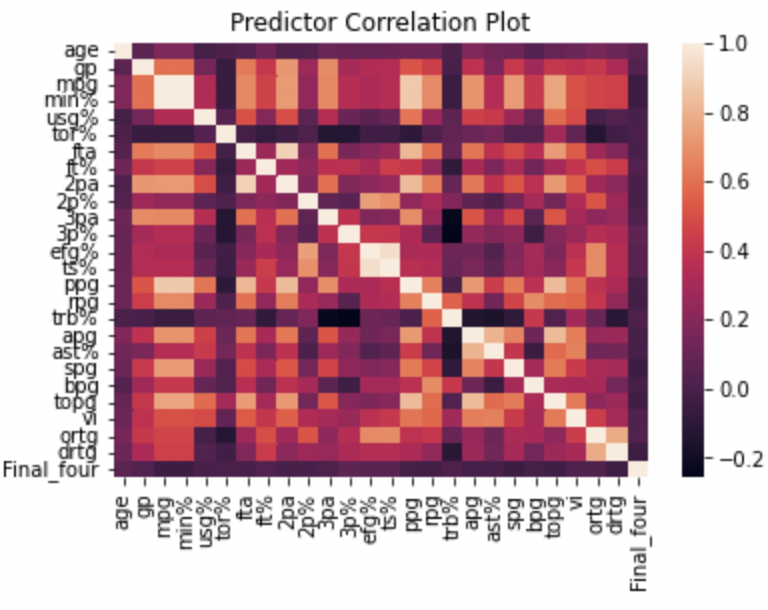 Predictor Correlation Plot
age
gp
mpg
min%
usg%
tor%
fta
ft%
2pa
2p%
3pa
3p%
efg%
ts%
ppg
rpg
trb%
apg
ast%
spg
bpg
topg
vi
ortg
drtg
Final_four
age
gp
mpg
min%
usg%
tor%
fta
ft%
2pa
2p%
3pa
3p%
efg%
ts%
ppg
rpg
trb%
apg
ast%
spg
bpg
topg
vi
ortg
drtg
Final_four
1.0
0.8
0.6
0.4
0.2
0.0
−0.2